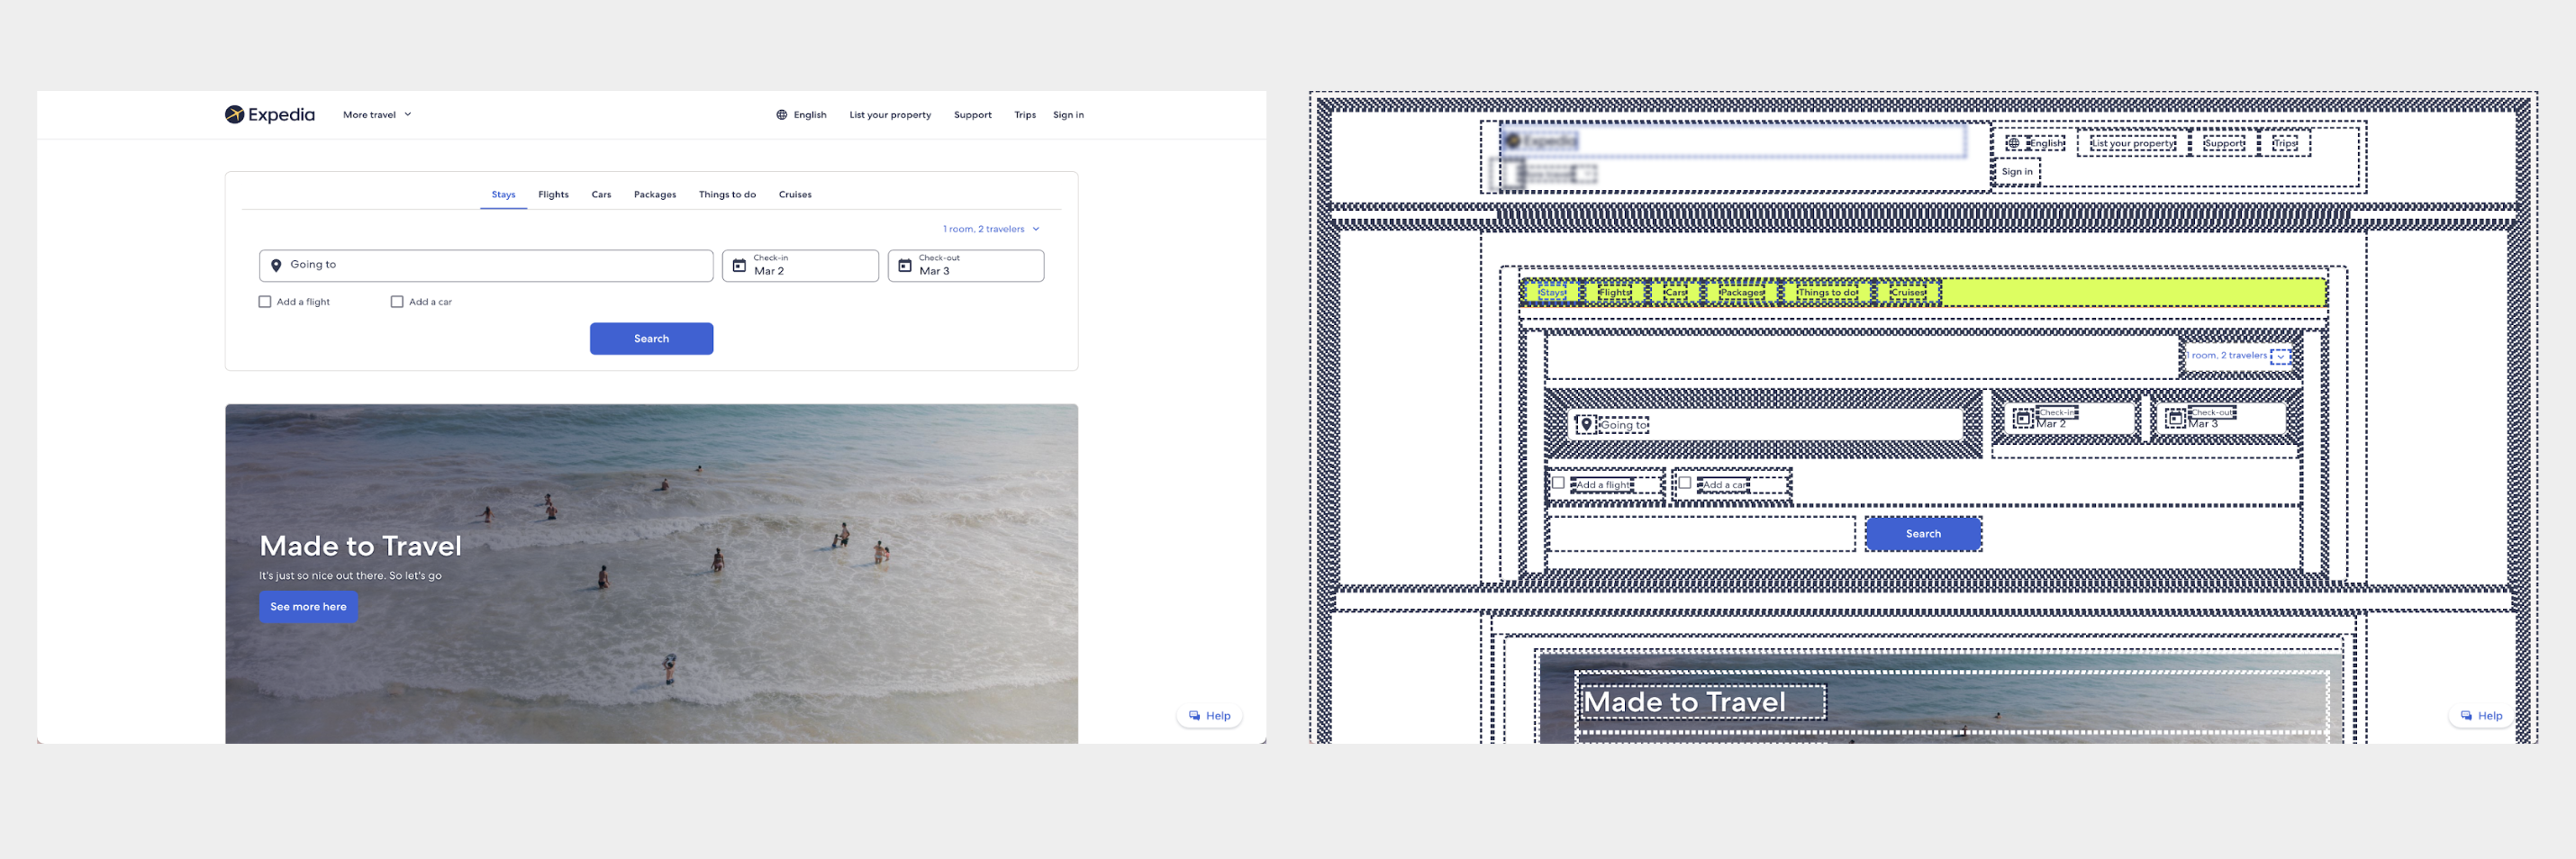 Expedia
More travel
English
List your property
Support
Trips
Sign in
Stays
Flights
Cars
Packages
Things to do
Cruises
1 room, 2 travelers
Going to
Check-in
Mar 2
Check-out
Mar 3
Add a flight
Add a car
Search
Made to Travel
It's just so nice out there. So let's go
See more here
Help
Expedia
English
List your property
Support
Trips
Sign in
Stays
Flights
Cars
Packages
Things to do
Cruises
1 room, 2 travelers
Going to
Check-in
Mar 2
Check-out
Mar 3
Add a flight
Add a car
Search
Made to Travel
Help